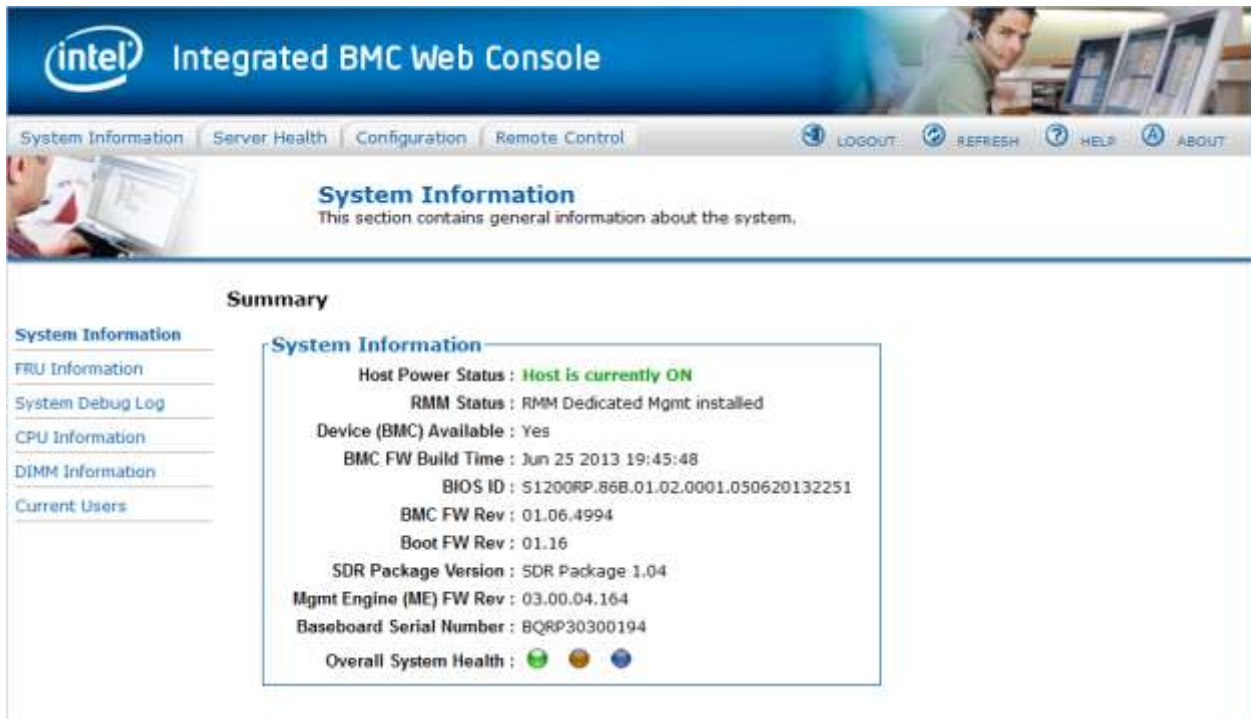 intel Integrated BMC Web Console
System Information Server Health Configuration Remote Control LOGOUT REFRESH HELP ABOUT
System Information
This section contains general information about the system.
Summary
System Information
FRU Information
System Debug Log
CPU Information
DIMM Information
Current Users
System Information
Host Power Status : Host is currently ON
RMM Status : RMM Dedicated Mgmt installed
Device (BMC) Available : Yes
BMC FW Build Time : Jun 25 2013 19:45:48
BIOS ID : S1200RP.86B.01.02.0001.050620132251
BMC FW Rev : 01.06.4994
Boot FW Rev : 01.16
SDR Package Version : SDR Package 1.04
Mgmt Engine (ME) FW Rev : 03.00.04.164
Baseboard Serial Number : BQRP30300194
Overall System Health :